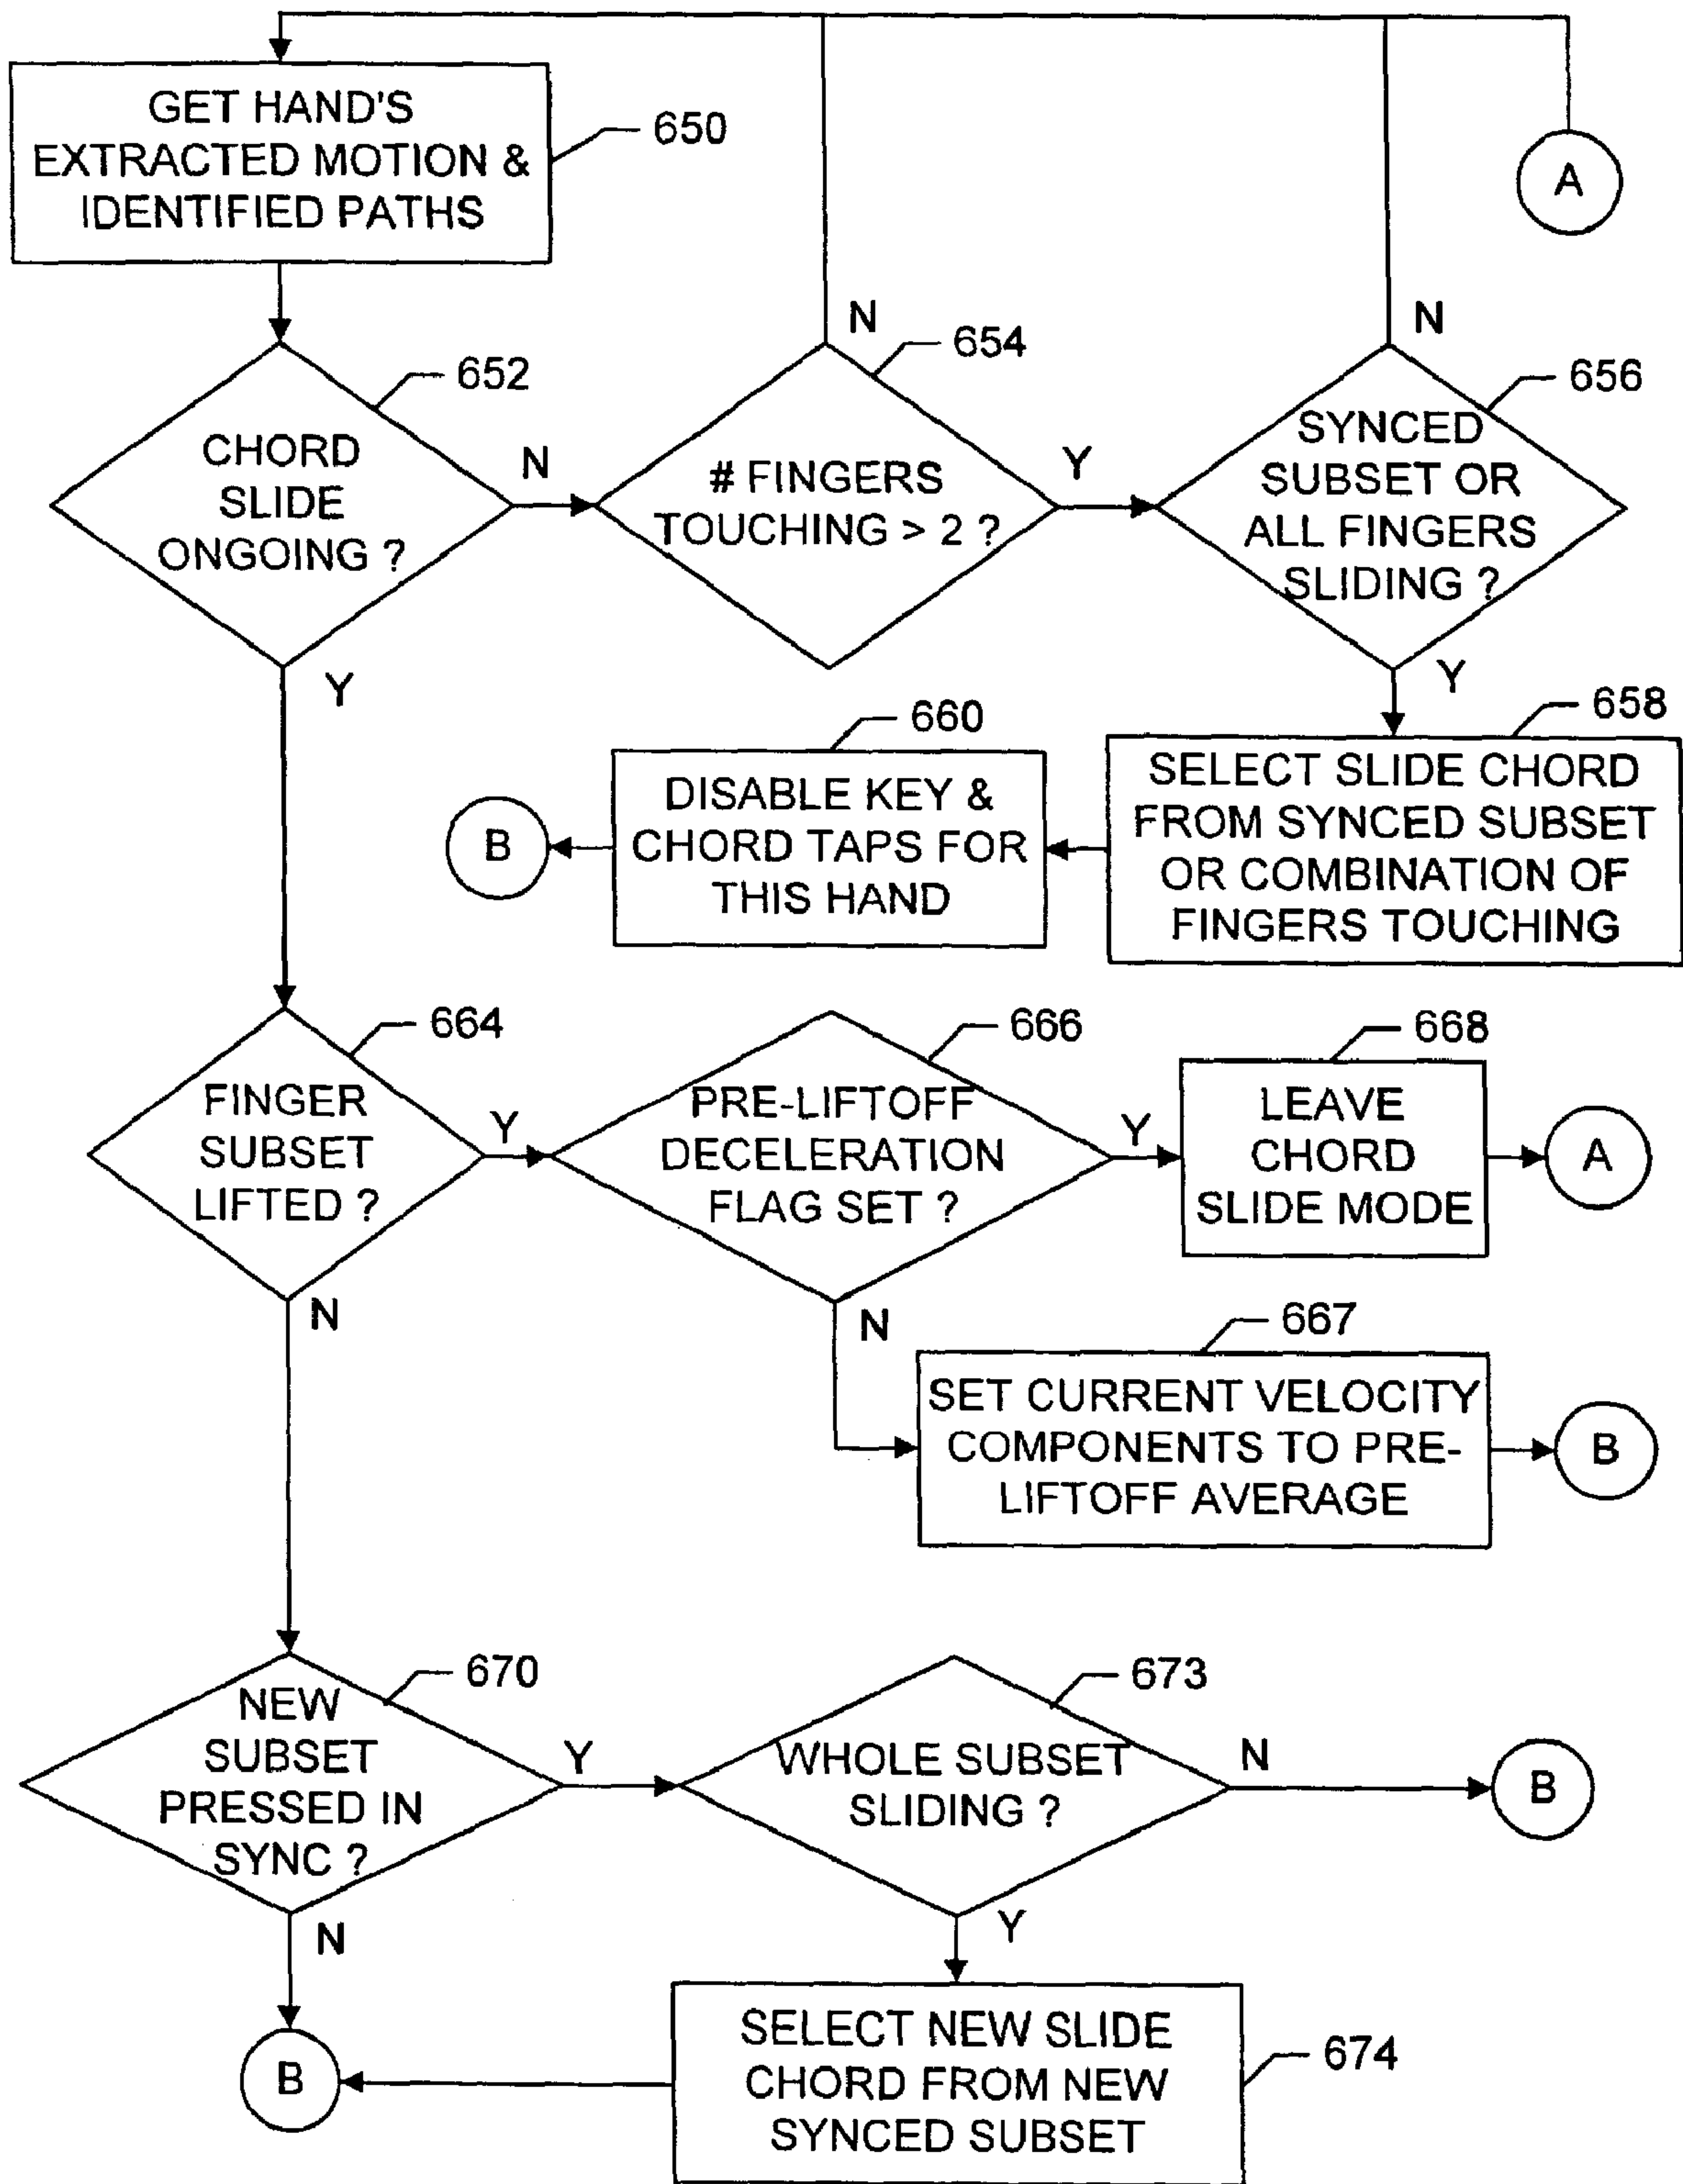 GET HAND'S
EXTRACTED MOTION &
IDENTIFIED PATHS
650
A
N
N
652
CHORD
SLIDE
ONGOING ?
N
654
# FINGERS
TOUCHING > 2 ?
Y
656
SYNCED
SUBSET OR
ALL FINGERS
SLIDING ?
Y
Y
658
SELECT SLIDE CHORD
FROM SYNCED SUBSET
OR COMBINATION OF
FINGERS TOUCHING
660
DISABLE KEY &
CHORD TAPS FOR
THIS HAND
B
664
FINGER
SUBSET
LIFTED ?
Y
666
PRE-LIFTOFF
DECELERATION
FLAG SET ?
Y
668
LEAVE
CHORD
SLIDE MODE
A
N
N
667
SET CURRENT VELOCITY
COMPONENTS TO PRE-
LIFTOFF AVERAGE
B
670
NEW
SUBSET
PRESSED IN
SYNC ?
Y
673
WHOLE SUBSET
SLIDING ?
N
B
N
Y
674
SELECT NEW SLIDE
CHORD FROM NEW
SYNCED SUBSET
B